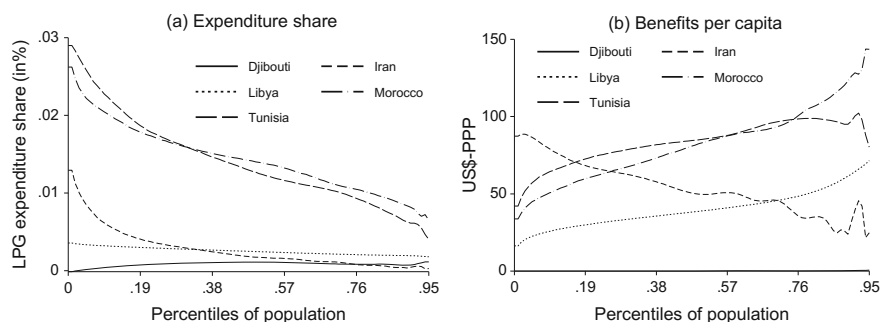 (a) Expenditure share
.03
.02
.01
0
LPG expenditure share (in%)
Djibouti
Iran
Libya
Morocco
Tunisia
0 .19 .38 .57 .76 .95
Percentiles of population
(b) Benefits per capita
150
100
50
0
US$-PPP
Djibouti
Iran
Libya
Morocco
Tunisia
0 .19 .38 .57 .76 .95
Percentiles of population